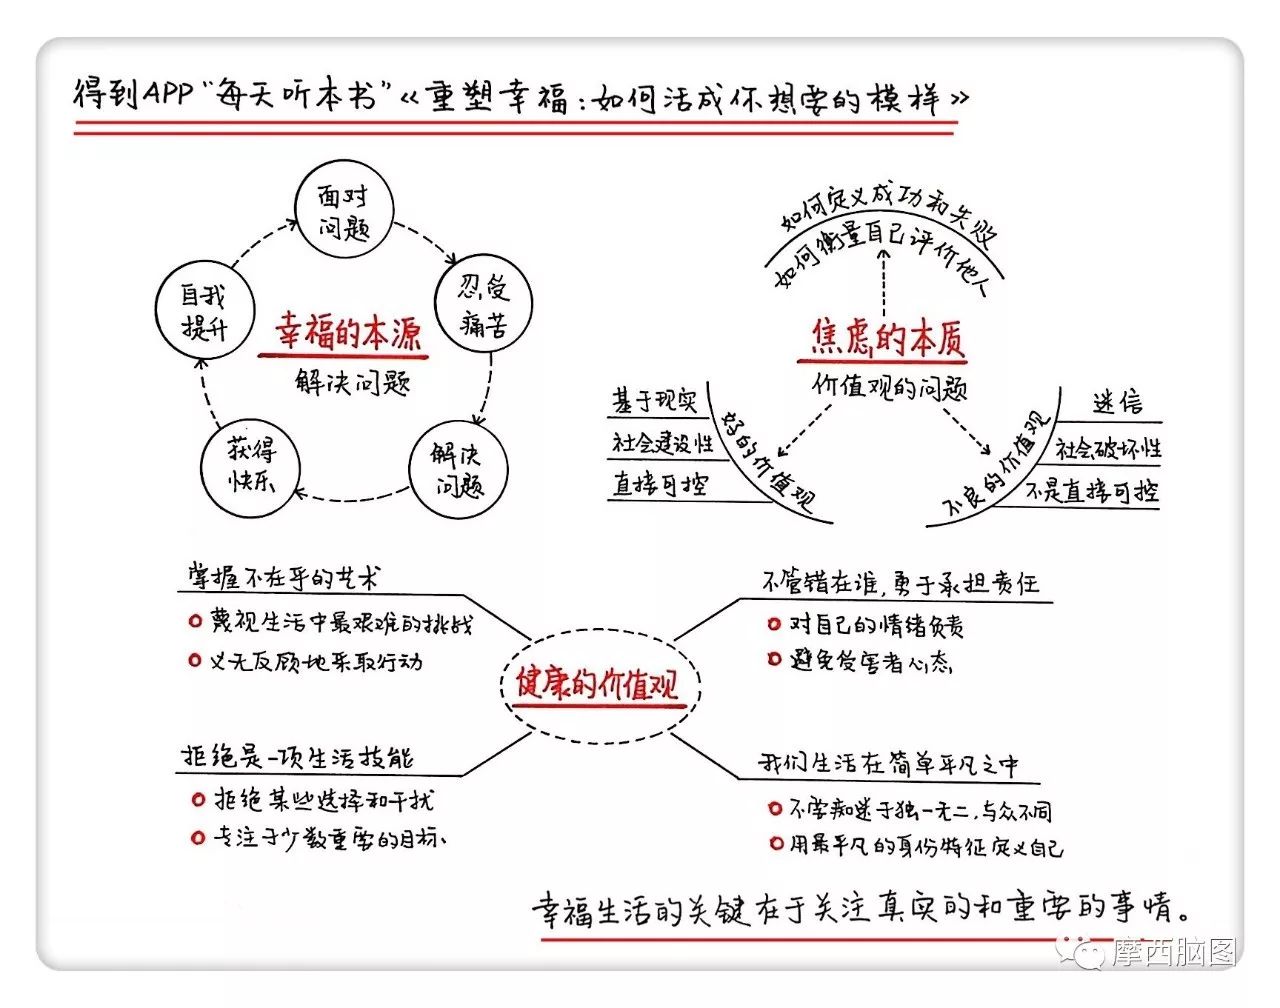 得到APP“每天听本书”《重塑幸福:如何活成你想要的模样》
面对
问题
忍受
痛苦
解决
问题
获得
快乐
自我
提升
幸福的本源
解决问题
如何定义成功和失败
如何衡量自己评价他人
焦虑的本质
价值观的问题
好的价值观
基于现实
社会建设性
直接可控
不良的价值观
迷信
社会破坏性
不是直接可控
健康的价值观
掌握不在乎的艺术
蔑视生活中最艰难的挑战
义无反顾地采取行动
不管错在谁,勇于承担责任
对自己的情绪负责
避免受害者心态
拒绝是一项生活技能
拒绝某些选择和干扰
专注于少数重要的目标、
我们生活在简单平凡之中
不要痴迷于独一无二,与众不同
用最平凡的身份特征定义自己
幸福生活的关键在于关注真实的和重要的事情。
摩西脑图